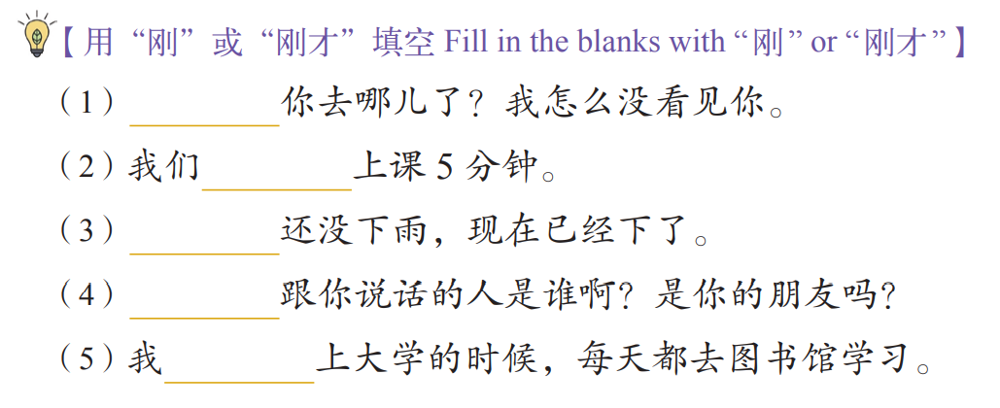 【用“刚”或“刚才”填空 Fill in the blanks with “刚” or “刚才”】
（1）________你去哪儿了？我怎么没看见你。
（2）我们________上课 5 分钟。
（3）________还没下雨，现在已经下了。
（4）________跟你说话的人是谁啊？是你的朋友吗？
（5）我________上大学的时候，每天都去图书馆学习。